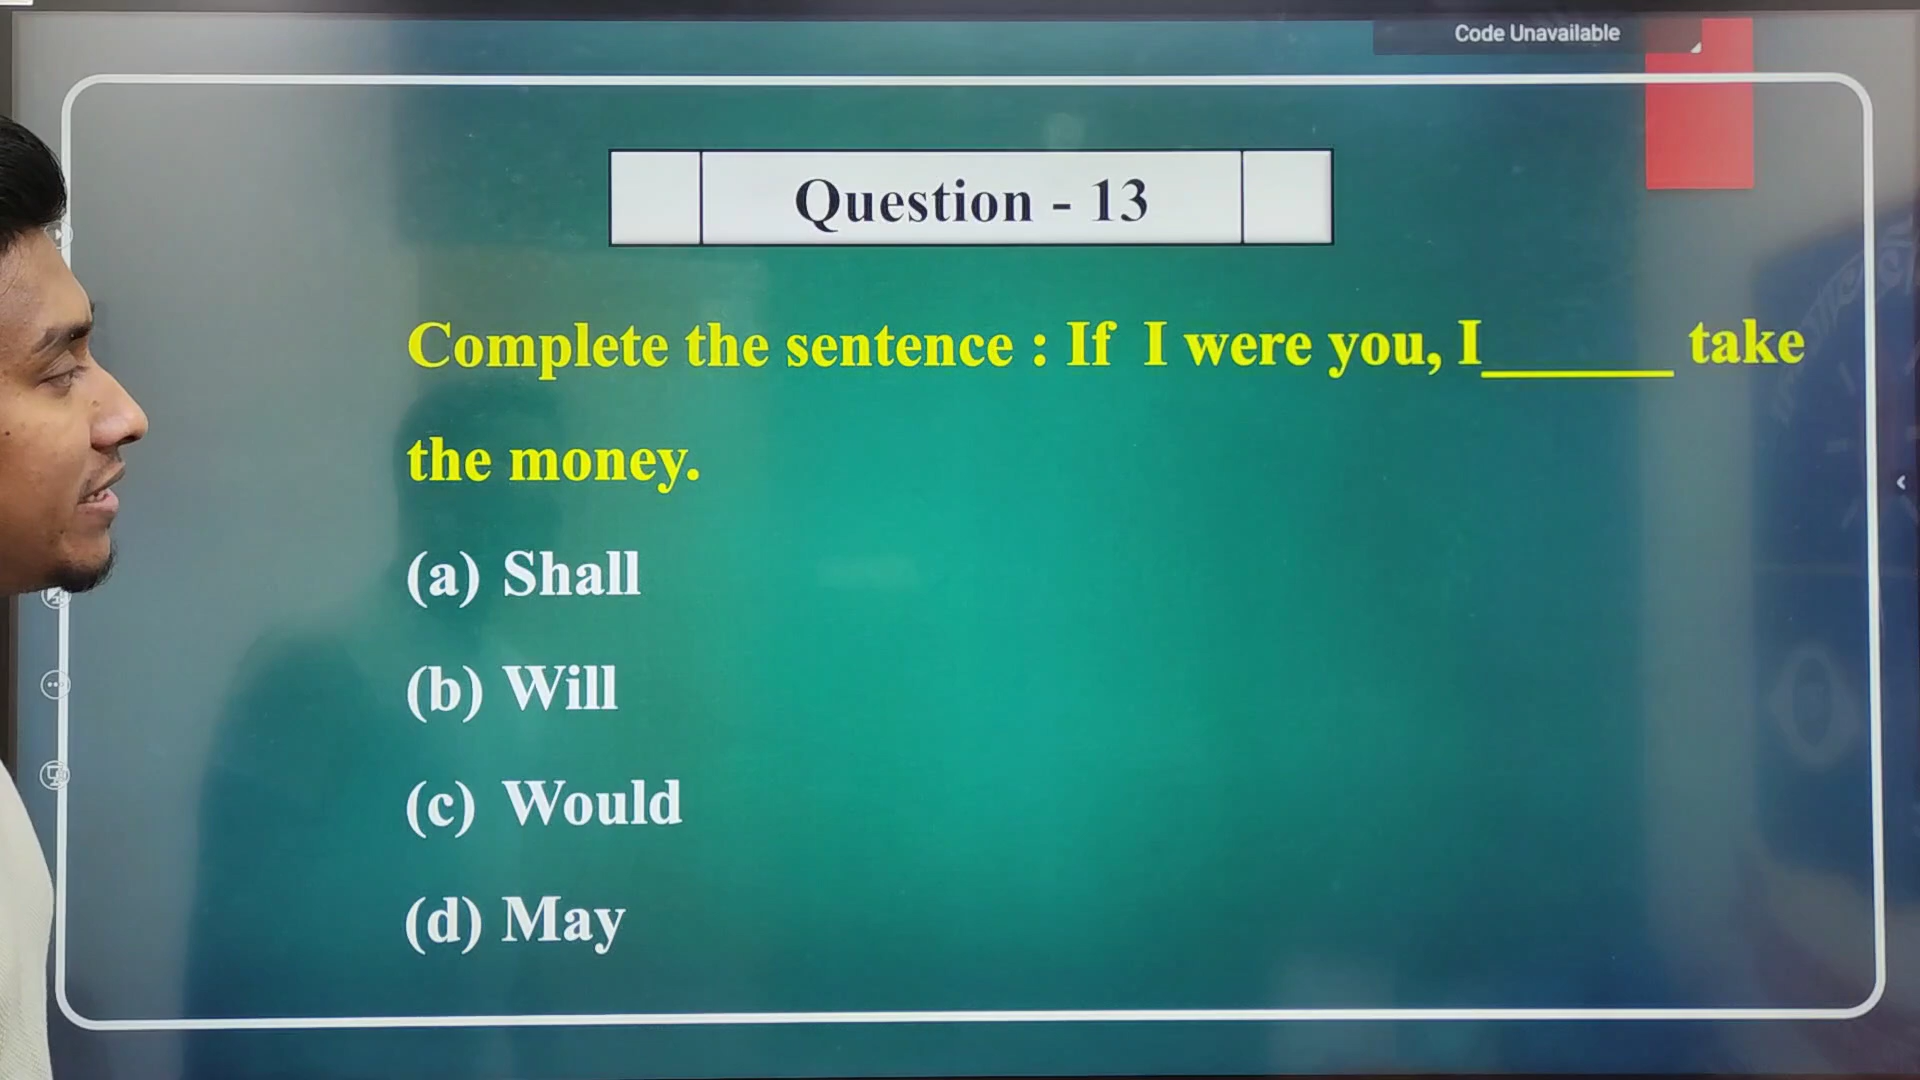 Code Unavailable
Question - 13
Complete the sentence : If I were you, I______ take
the money.
(a) Shall
(b) Will
(c) Would
(d) May